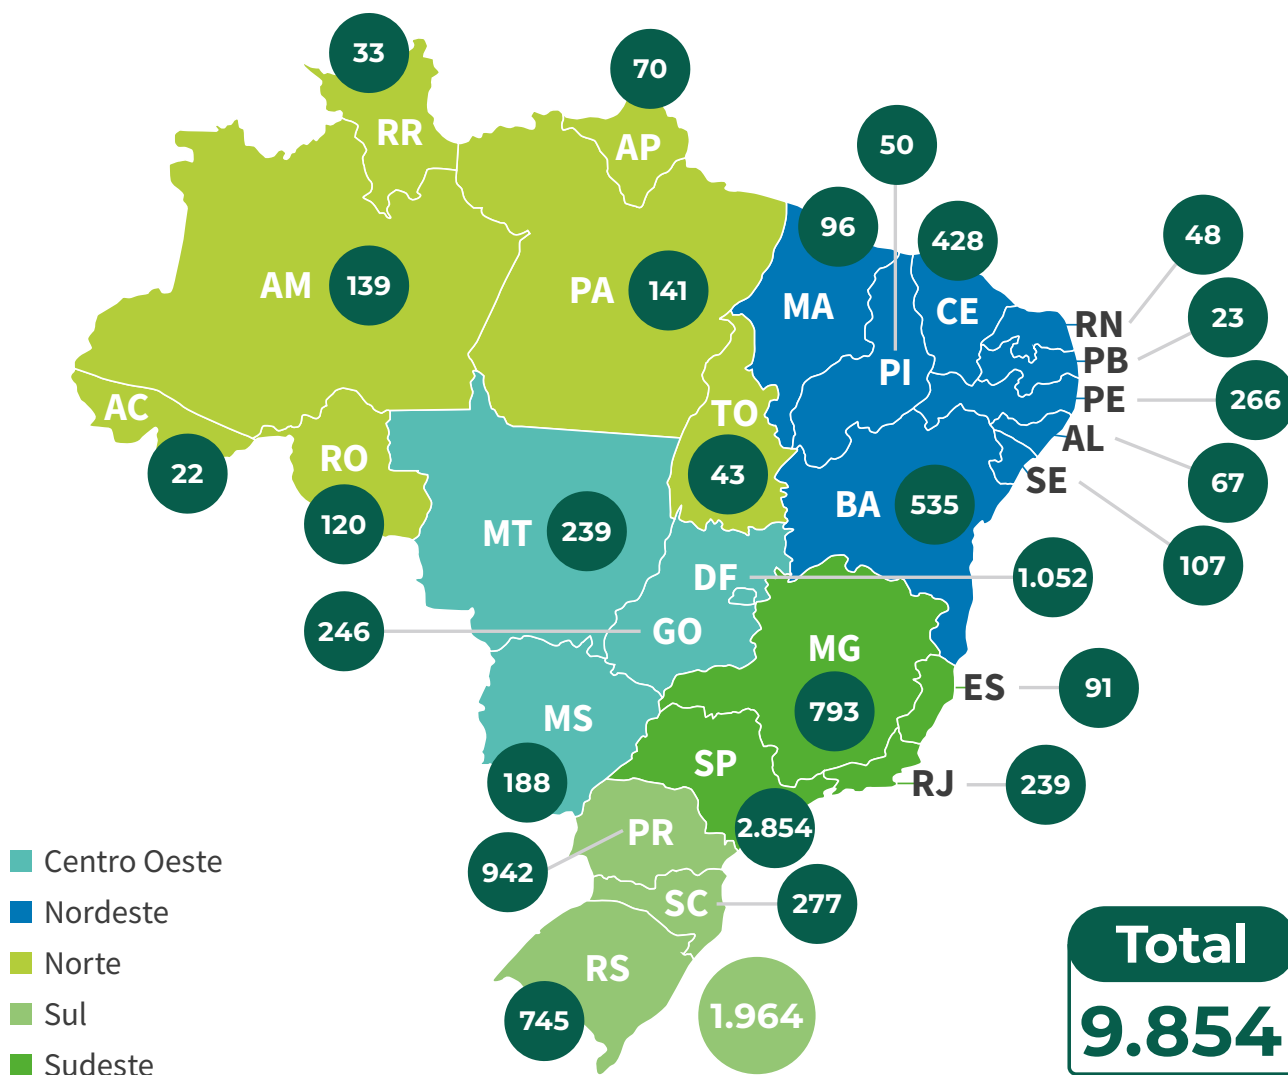 33
70
RR
AP
50
96
428
48
AM
139
PA
141
MA
CE
RN
23
PB
PI
AC
TO
PE
266
AL
22
RO
43
SE
67
120
MT
239
BA
535
107
DF
1.052
246
GO
MG
793
ES
91
MS
188
SP
RJ
239
2.854
PR
942
SC
277
RS
745
1.964
Centro Oeste
Nordeste
Norte
Sul
Sudeste
Total
9.854